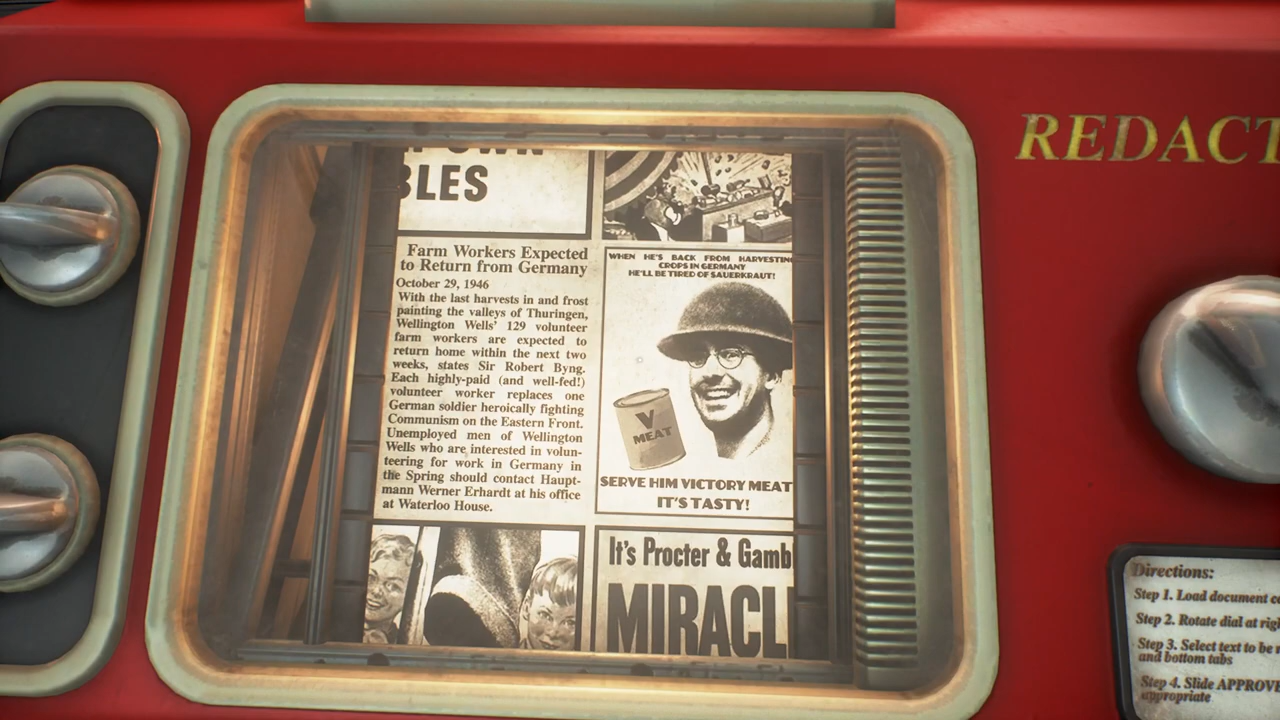 BLES
Farm Workers Expected
to Return from Germany
October 29, 1946
With the last harvests in and frost
painting the valleys of Thuringen,
Wellington Wells' 129 volunteer
farm workers are expected to
return home within the next two
weeks, states Sir Robert Byng.
Each highly-paid (and well-fed!)
volunteer worker replaces one
German soldier heroically fighting
Communism on the Eastern Front.
Unemployed men of Wellington
Wells who are interested in volun-
teering for work in Germany in
the Spring should contact Haupt-
mann Werner Erhardt at his office
at Waterloo House.
WHEN HE'S BACK FROM HARVESTING
CROPS IN GERMANY
HE'LL BE TIRED OF SAUERKRAUT!
V
MEAT
SERVE HIM VICTORY MEAT
IT'S TASTY!
It's Procter & Gamb
MIRACL
REDACT
Directions:
Step 1. Load document
Step 2. Rotate dial at
Step 3. Select text to be
and bottom tabs
Step 4. Slide APPROVE
appropriate